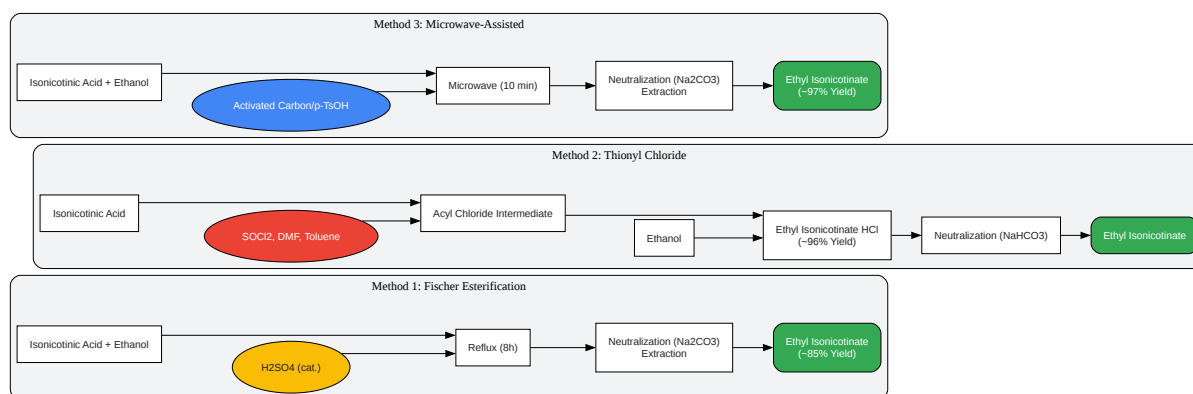 Method 3: Microwave-Assisted
Isonicotinic Acid + Ethanol
Activated Carbon/p-TsOH
Microwave (10 min)
Neutralization (Na2CO3)
Extraction
Ethyl Isonicotinate
(~97% Yield)
Method 2: Thionyl Chloride
Isonicotinic Acid
SOCl2, DMF, Toluene
Acyl Chloride Intermediate
Ethanol
Ethyl Isonicotinate HCl
(~96% Yield)
Neutralization (NaHCO3)
Ethyl Isonicotinate
Method 1: Fischer Esterification
Isonicotinic Acid + Ethanol
H2SO4 (cat.)
Reflux (8h)
Neutralization (Na2CO3)
Extraction
Ethyl Isonicotinate
(~85% Yield)